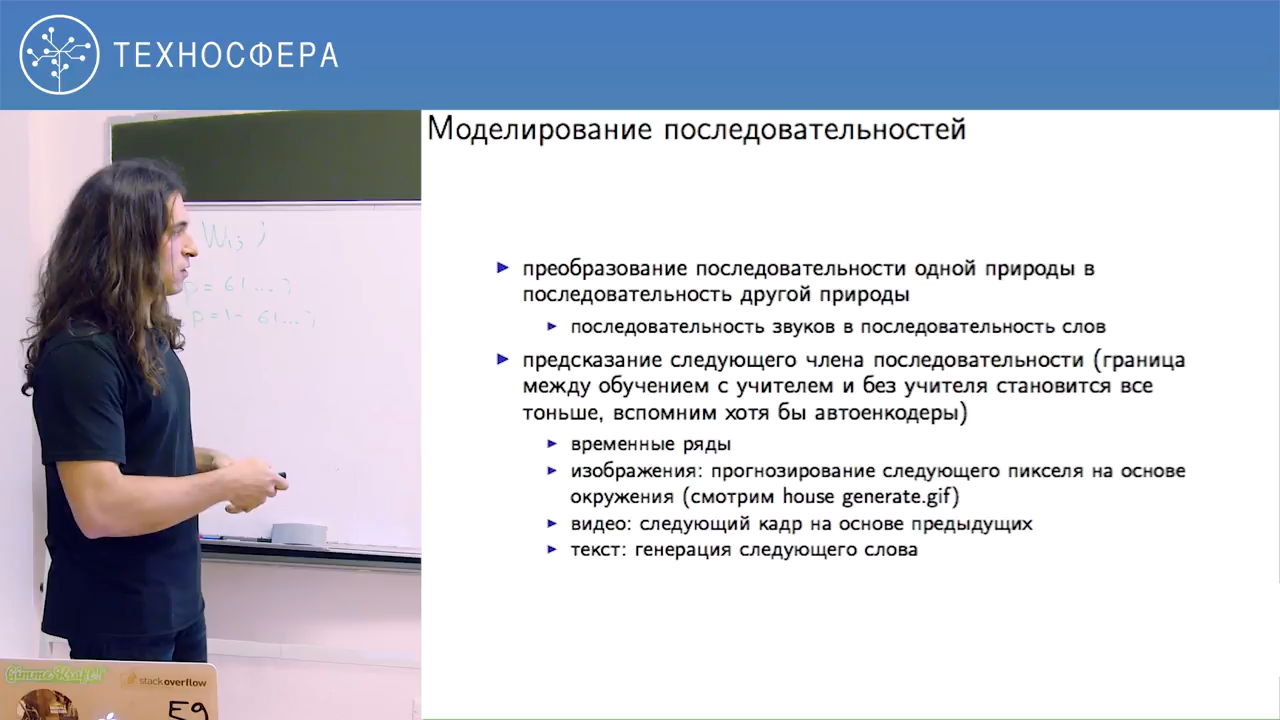 ТЕХНОСФЕРА
Моделирование последовательностей
преобразование последовательности одной природы в
последовательность другой природы
последовательность звуков в последовательность слов
предсказание следующего члена последовательности (граница
между обучением с учителем и без учителя становится все
тоньше, вспомним хотя бы автоенкодеры)
временные ряды
изображения: прогнозирование следующего пикселя на основе
окружения (смотрим house generate.gif)
видео: следующий кадр на основе предыдущих
текст: генерация следующего слова
Wij )
stackoverflow
59